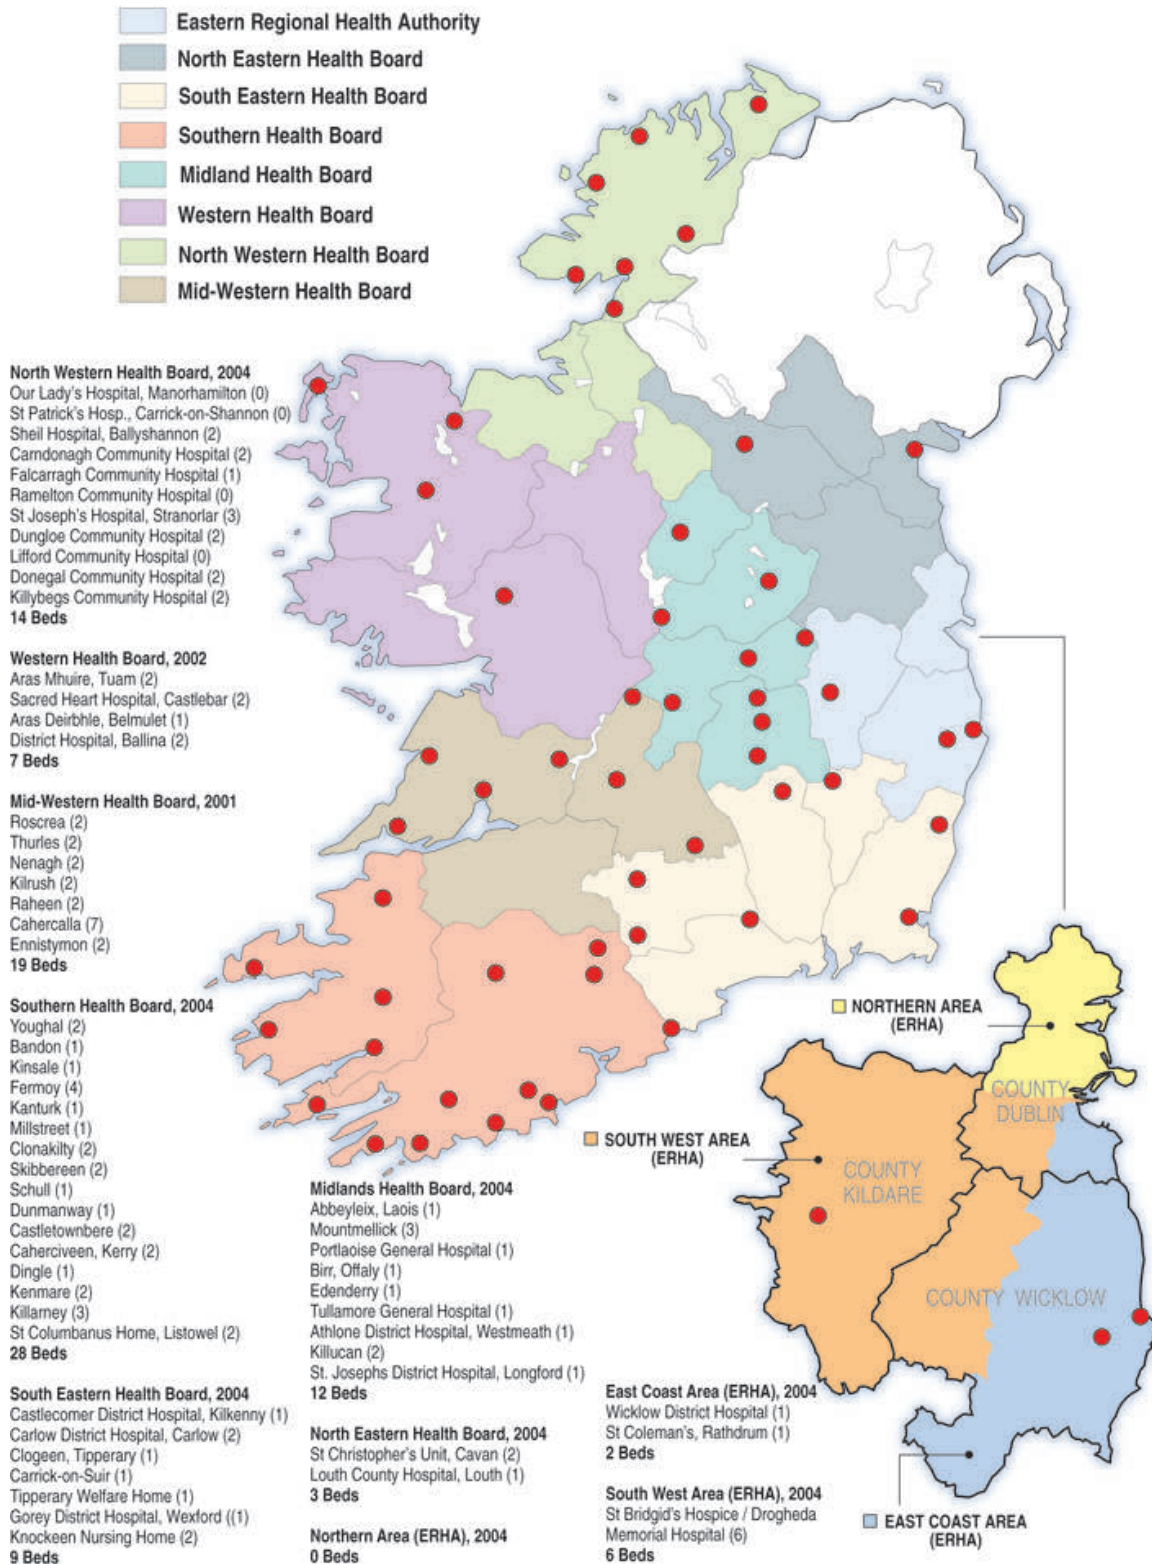 Eastern Regional Health Authority
North Eastern Health Board
South Eastern Health Board
Southern Health Board
Midland Health Board
Western Health Board
North Western Health Board
Mid-Western Health Board
North Western Health Board, 2004
Our Lady's Hospital, Manorhamilton (0)
St Patrick's Hosp., Carrick-on-Shannon (0)
Sheil Hospital, Ballyshannon (2)
Carndonagh Community Hospital (2)
Falcarragh Community Hospital (1)
Ramelton Community Hospital (0)
St Joseph's Hospital, Stranorlar (3)
Dungloe Community Hospital (2)
Lifford Community Hospital (0)
Donegal Community Hospital (2)
Killybegs Community Hospital (2)
14 Beds
Western Health Board, 2002
Aras Mhuire, Tuam (2)
Sacred Heart Hospital, Castlebar (2)
Aras Deirbhle, Belmulet (1)
District Hospital, Ballina (2)
7 Beds
Mid-Western Health Board, 2001
Roscrea (2)
Thurles (2)
Nenagh (2)
Kilrush (2)
Raheen (2)
Cahercalla (7)
Ennistymon (2)
19 Beds
Southern Health Board, 2004
Youghal (2)
Bandon (1)
Kinsale (1)
Fermoy (4)
Kanturk (1)
Millstreet (1)
Clonakilty (2)
Skibbereen (2)
Schull (1)
Dunmanway (1)
Castletownbere (2)
Caherciveen, Kerry (2)
Dingle (1)
Kenmare (2)
Killarney (3)
St Columbanus Home, Listowel (2)
28 Beds
South Eastern Health Board, 2004
Castlecomer District Hospital, Kilkenny (1)
Carlow District Hospital, Carlow (2)
Clogeen, Tipperary (1)
Carrick-on-Suir (1)
Tipperary Welfare Home (1)
Gorey District Hospital, Wexford ((1)
Knockeen Nursing Home (2)
9 Beds
Midlands Health Board, 2004
Abbeyleix, Laois (1)
Mountmellick (3)
Portlaoise General Hospital (1)
Birr, Offaly (1)
Edenderry (1)
Tullamore General Hospital (1)
Athlone District Hospital, Westmeath (1)
Killucan (2)
St. Josephs District Hospital, Longford (1)
12 Beds
North Eastern Health Board, 2004
St Christopher's Unit, Cavan (2)
Louth County Hospital, Louth (1)
3 Beds
Northern Area (ERHA), 2004
0 Beds
East Coast Area (ERHA), 2004
Wicklow District Hospital (1)
St Coleman's, Rathdrum (1)
2 Beds
South West Area (ERHA), 2004
St Bridgid's Hospice / Drogheda
Memorial Hospital (6)
6 Beds
NORTHERN AREA
(ERHA)
COUNTY
DUBLIN
SOUTH WEST AREA
(ERHA)
COUNTY
KILDARE
COUNTY WICKLOW
EAST COAST AREA
(ERHA)